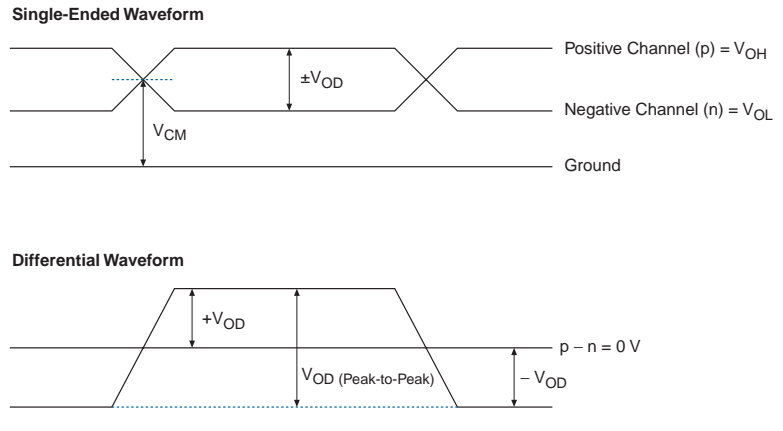 Single-Ended Waveform
Positive Channel (p) = VOH
±VOD
Negative Channel (n) = VOL
VCM
Ground
Differential Waveform
+VOD
p – n = 0 V
VOD (Peak-to-Peak)
– VOD